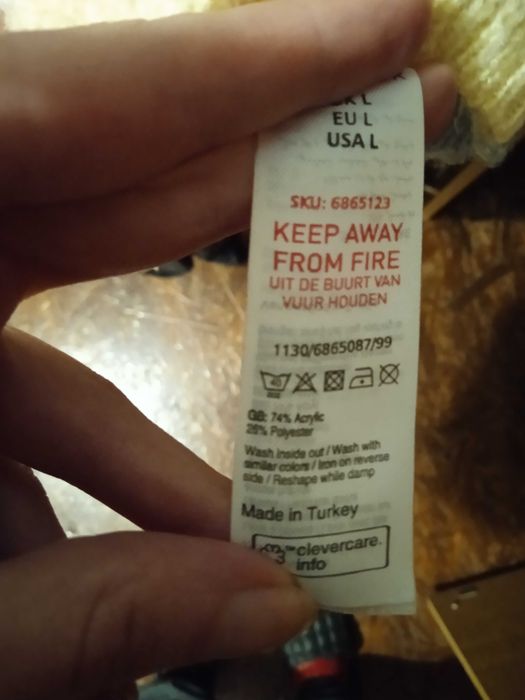 UK L
EU L
USA L
SKU: 6865123
KEEP AWAY
FROM FIRE
UIT DE BUURT VAN
VUUR HOUDEN
1130/6865087/99
40
GB: 74% Acrylic
26% Polyester
Wash inside out / Wash with
similar colors / Iron on reverse
side / Reshape while damp
Made in Turkey
clevercare.
info